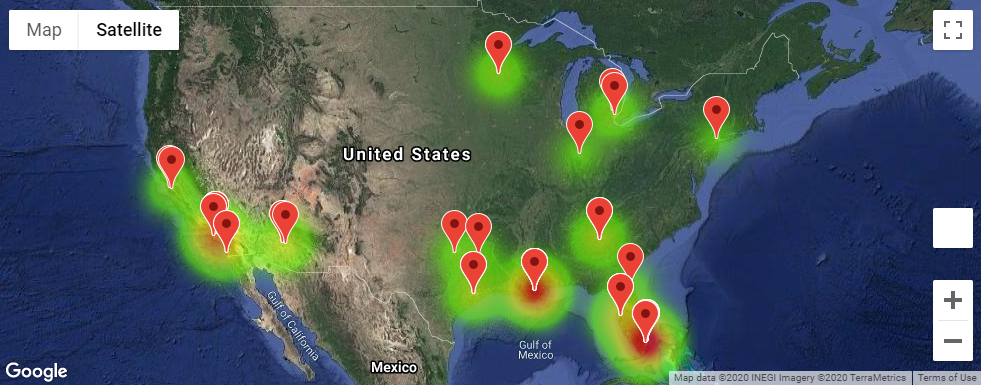 Map
Satellite
United States
Gulf of California
Gulf of
Mexico
Mexico
Google
Map data ©2020 INEGI Imagery ©2020 TerraMetrics
Terms of Use